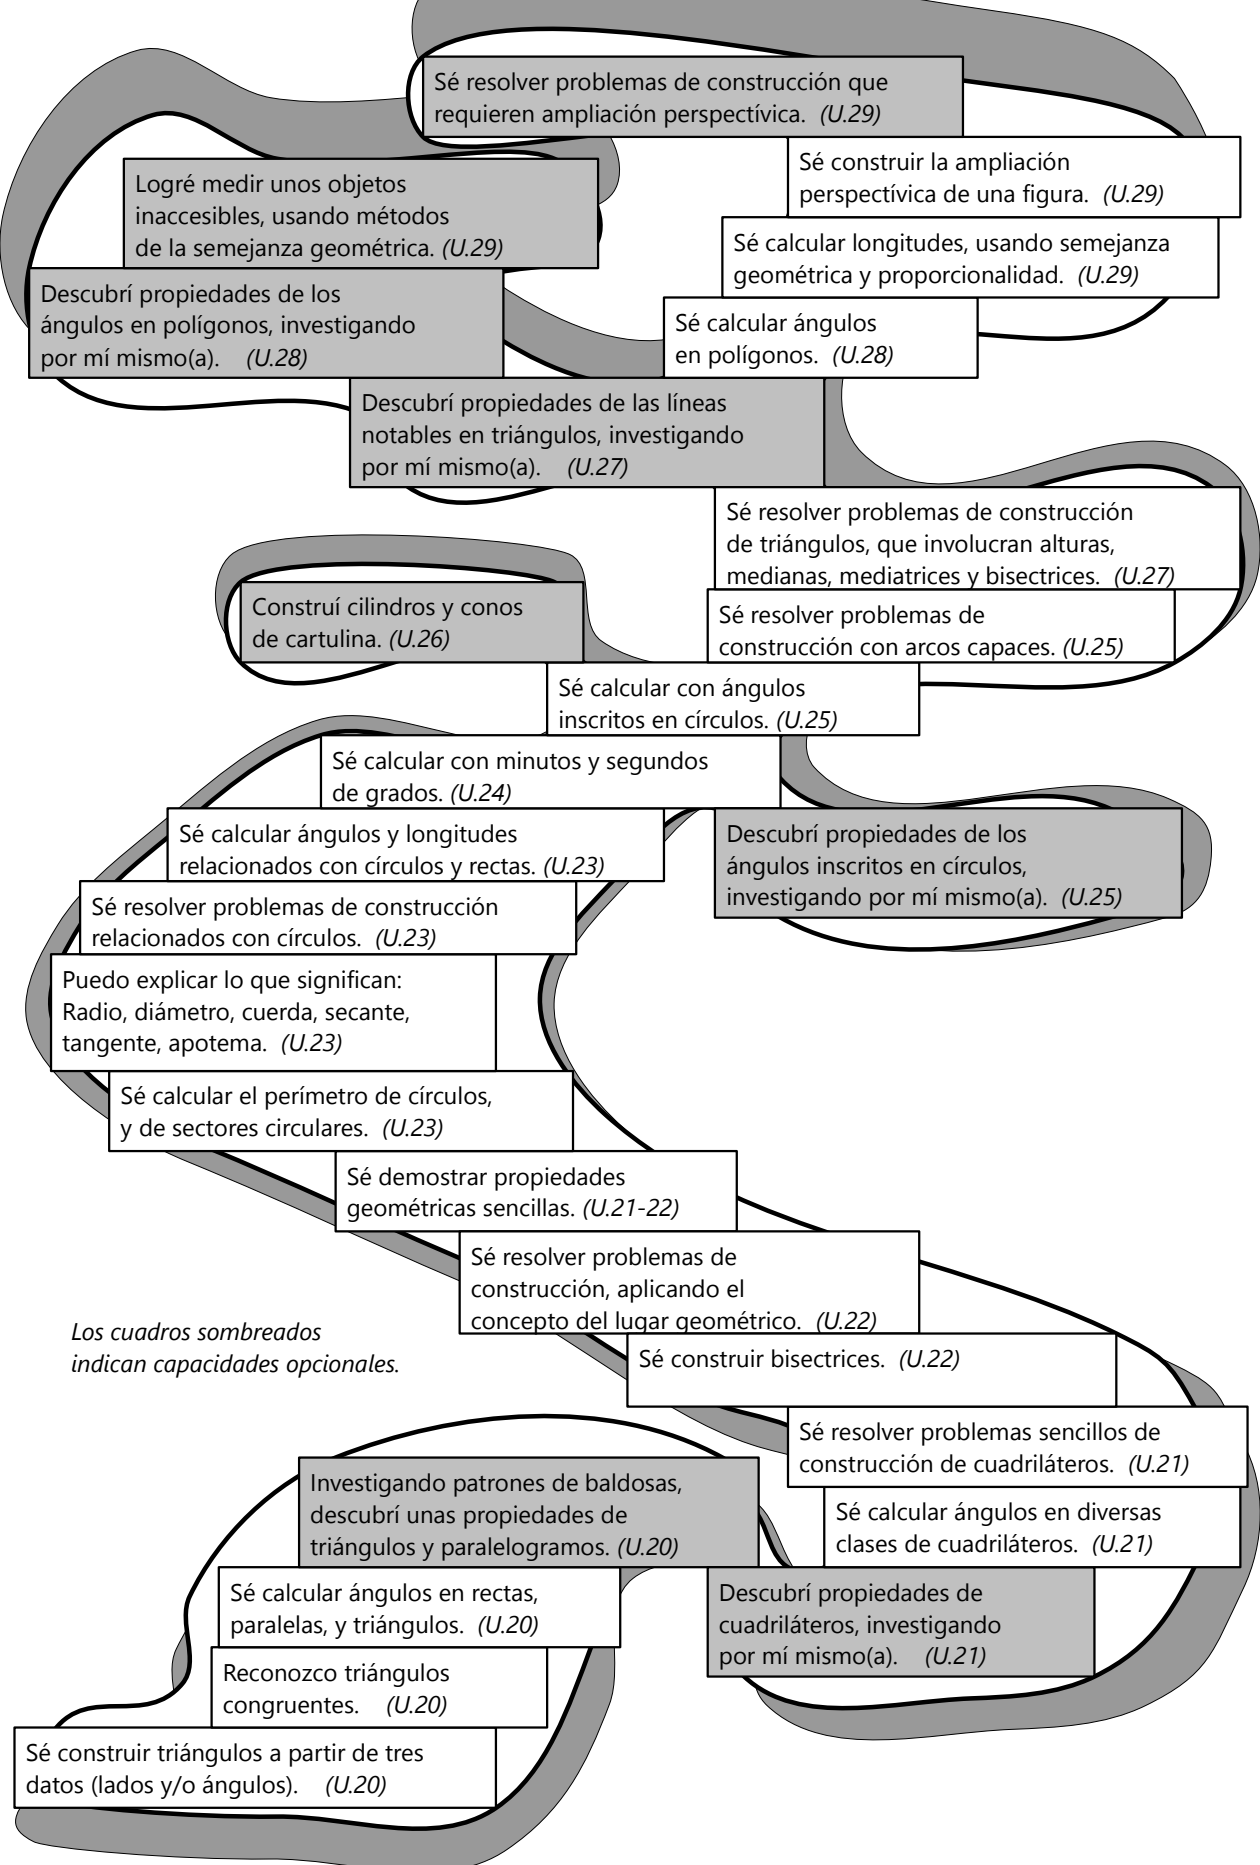 Sé resolver problemas de construcción que
requieren ampliación perspectívica. (U.29)
Sé construir la ampliación
perspectívica de una figura. (U.29)
Logré medir unos objetos
inaccesibles, usando métodos
de la semejanza geométrica. (U.29)
Sé calcular longitudes, usando semejanza
geométrica y proporcionalidad. (U.29)
Descubrí propiedades de los
ángulos en polígonos, investigando
por mí mismo(a). (U.28)
Sé calcular ángulos
en polígonos. (U.28)
Descubrí propiedades de las líneas
notables en triángulos, investigando
por mí mismo(a). (U.27)
Sé resolver problemas de construcción
de triángulos, que involucran alturas,
medianas, mediatrices y bisectrices. (U.27)
Construí cilindros y conos
de cartulina. (U.26)
Sé resolver problemas de
construcción con arcos capaces. (U.25)
Sé calcular con ángulos
inscritos en círculos. (U.25)
Sé calcular con minutos y segundos
de grados. (U.24)
Sé calcular ángulos y longitudes
relacionados con círculos y rectas. (U.23)
Descubrí propiedades de los
ángulos inscritos en círculos,
investigando por mí mismo(a). (U.25)
Sé resolver problemas de construcción
relacionados con círculos. (U.23)
Puedo explicar lo que significan:
Radio, diámetro, cuerda, secante,
tangente, apotema. (U.23)
Sé calcular el perímetro de círculos,
y de sectores circulares. (U.23)
Sé demostrar propiedades
geométricas sencillas. (U.21-22)
Sé resolver problemas de
construcción, aplicando el
concepto del lugar geométrico. (U.22)
Los cuadros sombreados
indican capacidades opcionales.
Sé construir bisectrices. (U.22)
Sé resolver problemas sencillos de
construcción de cuadriláteros. (U.21)
Investigando patrones de baldosas,
descubrí unas propiedades de
triángulos y paralelogramos. (U.20)
Sé calcular ángulos en diversas
clases de cuadriláteros. (U.21)
Sé calcular ángulos en rectas,
paralelas, y triángulos. (U.20)
Descubrí propiedades de
cuadriláteros, investigando
por mí mismo(a). (U.21)
Reconozco triángulos
congruentes. (U.20)
Sé construir triángulos a partir de tres
datos (lados y/o ángulos). (U.20)